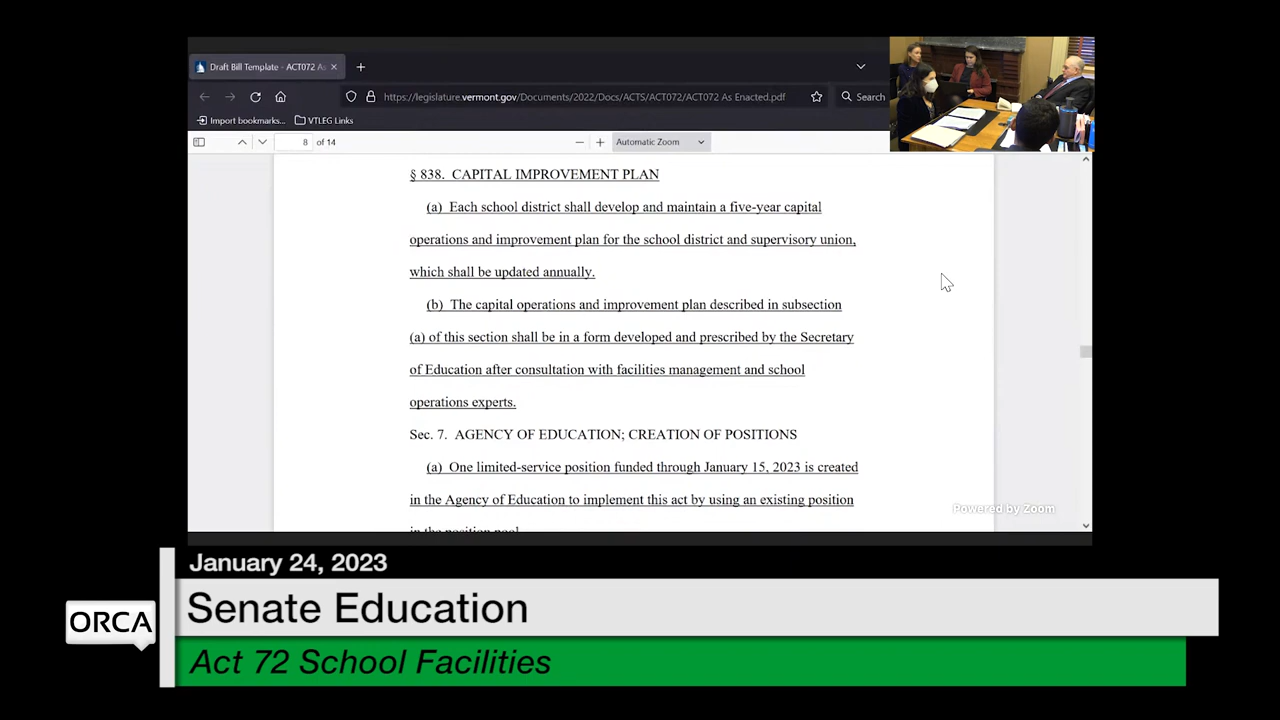 Draft Bill Template - ACT072 As
https://legislature.vermont.gov/Documents/2022/Docs/ACTS/ACT072/ACT072 As Enacted.pdf
Search
Import bookmarks...
VTLEG Links
8 of 14
Automatic Zoom
§ 838. CAPITAL IMPROVEMENT PLAN
(a) Each school district shall develop and maintain a five-year capital
operations and improvement plan for the school district and supervisory union,
which shall be updated annually.
(b) The capital operations and improvement plan described in subsection
(a) of this section shall be in a form developed and prescribed by the Secretary
of Education after consultation with facilities management and school
operations experts.
Sec. 7. AGENCY OF EDUCATION; CREATION OF POSITIONS
(a) One limited-service position funded through January 15, 2023 is created
in the Agency of Education to implement this act by using an existing position
in the position pool.
Powered by Zoom
January 24, 2023
Senate Education
ORCA
Act 72 School Facilities